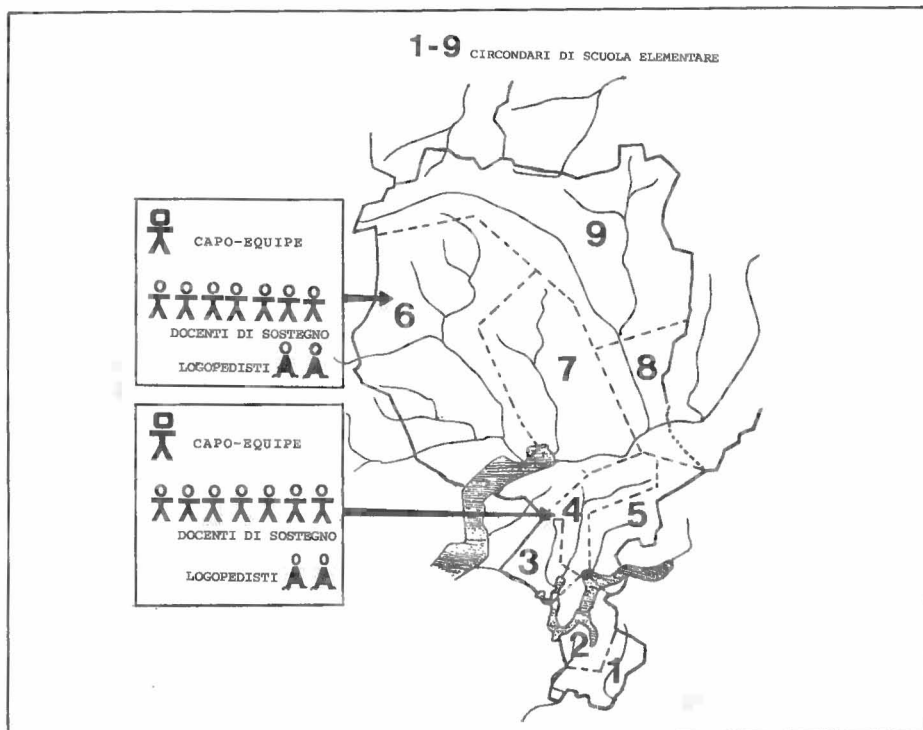 1-9 CIRCONDARI DI SCUOLA ELEMENTARE
CAPO-EQUIPE
DOCENTI DI SOSTEGNO
LOGOPEDISTI
CAPO-EQUIPE
DOCENTI DI SOSTEGNO
LOGOPEDISTI
9
6
7
8
4
5
3
2
1